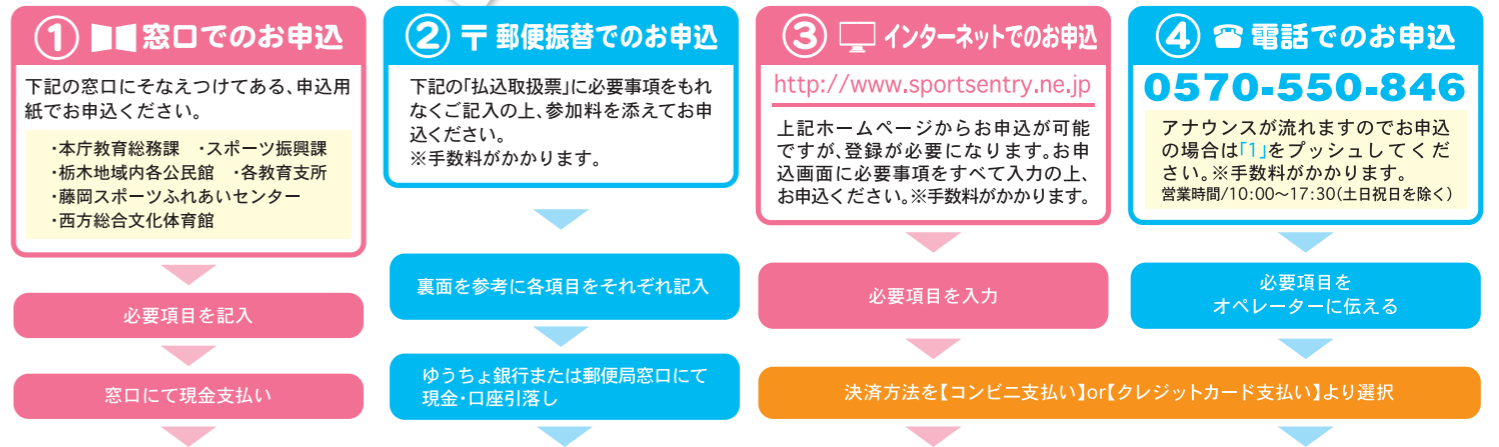 ① 窓口でのお申込
下記の窓口にそなえつけてある、申込用
紙でお申込ください。
・本庁教育総務課 ・スポーツ振興課
・栃木地域内各公民館 ・各教育支所
・藤岡スポーツふれあいセンター
・西方総合文化体育館
必要項目を記入
窓口にて現金支払い
② 〒 郵便振替でのお申込
下記の「払込取扱票」に必要事項をもれ
なくご記入の上、参加料を添えてお申
込ください。
※手数料がかかります。
裏面を参考に各項目をそれぞれ記入
ゆうちょ銀行または郵便局窓口にて
現金・口座引落し
③ インターネットでのお申込
http://www.sportsentry.ne.jp
上記ホームページからお申込が可能
ですが、登録が必要になります。お申
込画面に必要事項をすべて入力の上、
お申込ください。※手数料がかかります。
必要項目を入力
④ 電話でのお申込
0570-550-846
アナウンスが流れますのでお申込
の場合は「1」をプッシュしてくだ
さい。※手数料がかかります。
営業時間/10:00〜17:30(土日祝日を除く)
必要項目を
オペレーターに伝える
決済方法を【コンビニ支払い】or【クレジットカード支払い】より選択